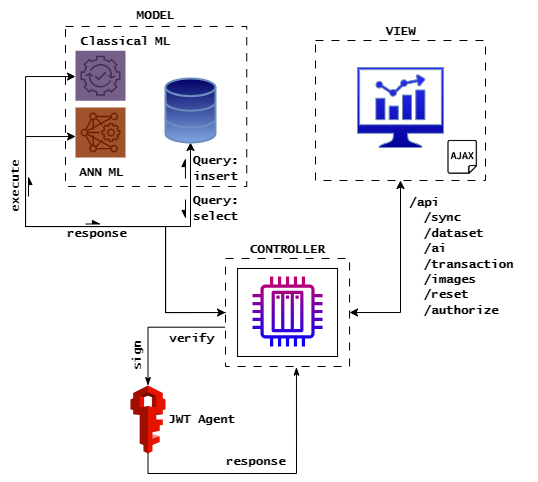 MODEL
Classical ML
ANN ML
Query:
insert
Query:
select
execute
response
VIEW
AJAX
/api
/sync
/dataset
/ai
/transaction
/images
/reset
/authorize
CONTROLLER
verify
sign
JWT Agent
response